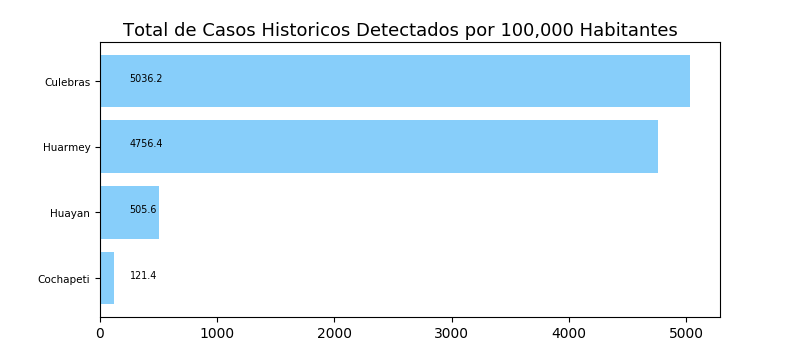 Total de Casos Historicos Detectados por 100,000 Habitantes
Culebras 5036.2
Huarmey 4756.4
Huayan 505.6
Cochapeti 121.4
0 1000 2000 3000 4000 5000